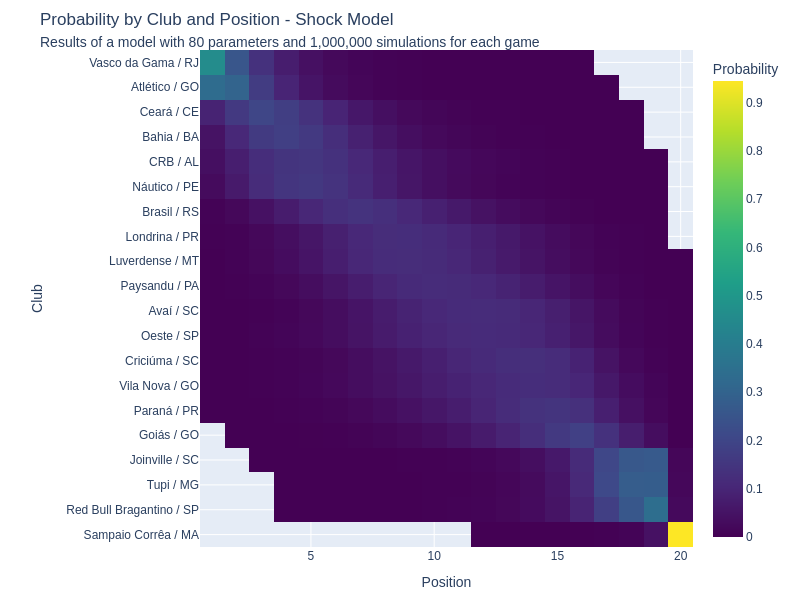 Probability by Club and Position - Shock Model
Results of a model with 80 parameters and 1,000,000 simulations for each game
Probability
Vasco da Gama / RJ
Atlético / GO
Ceará / CE
Bahia / BA
CRB / AL
Náutico / PE
Brasil / RS
Londrina / PR
Luverdense / MT
Paysandu / PA
Avaí / SC
Oeste / SP
Criciúma / SC
Vila Nova / GO
Paraná / PR
Goiás / GO
Joinville / SC
Tupi / MG
Red Bull Bragantino / SP
Sampaio Corrêa / MA
Club
5 10 15 20
Position
0.9
0.8
0.7
0.6
0.5
0.4
0.3
0.2
0.1
0